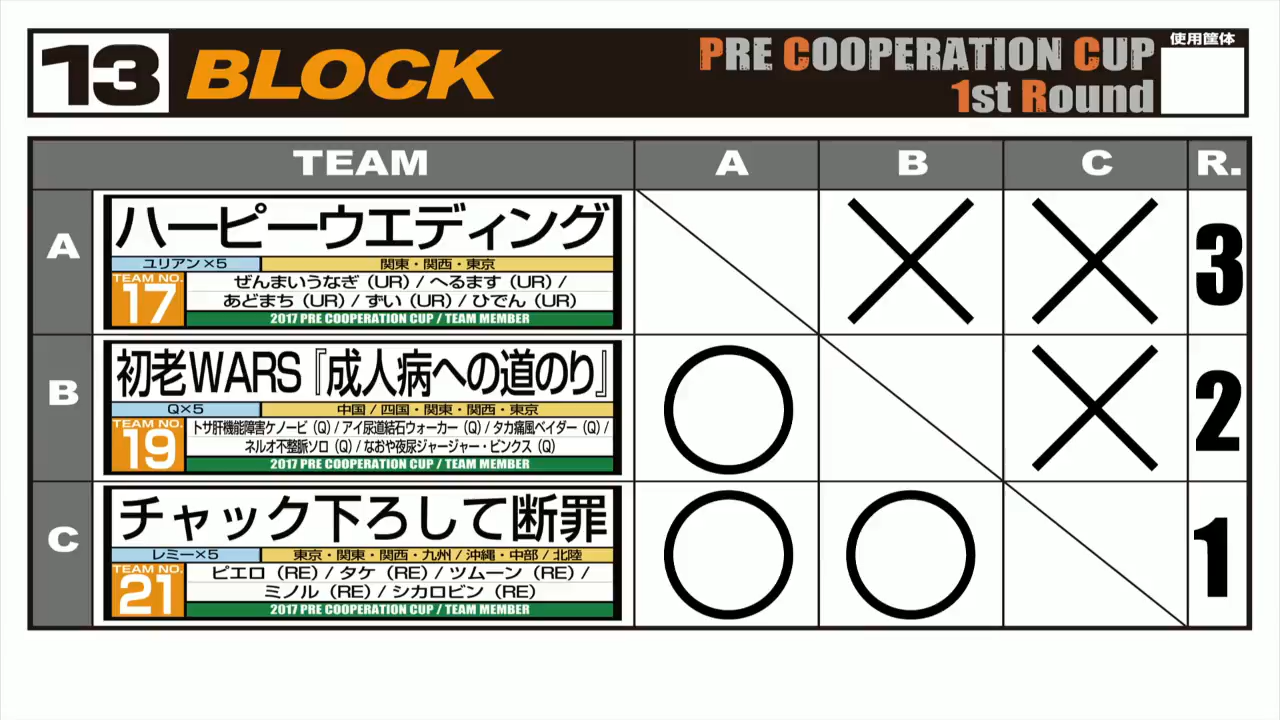 13 BLOCK
PRE COOPERATION CUP
1st Round
使用筐体
TEAM A B C R.
A
ハーピーウエディング
ユリアン×5 関東・関西・東京
TEAM NO. 17
ぜんまいうなぎ（UR）/ へるます（UR）/
あどまち（UR）/ ずい（UR）/ ひでん（UR）
2017 PRE COOPERATION CUP / TEAM MEMBER
3
B
初老WARS『成人病への道のり』
Q×5 中国 / 四国・関東・関西・東京
TEAM NO. 19
トサ肝機能障害ケノービ（Q）/ アイ尿道結石ウォーカー（Q）/ タカ痛風ベイダー（Q）/
ネルオ不整脈ソロ（Q）/ なおや夜尿ジャージャー・ビンクス（Q）
2017 PRE COOPERATION CUP / TEAM MEMBER
2
C
チャック下ろして断罪
レミー×5 東京・関東・関西・九州 / 沖縄・中部 / 北陸
TEAM NO. 21
ピエロ（RE）/ タケ（RE）/ ツムーン（RE）/
ミノル（RE）/ シカロビン（RE）
2017 PRE COOPERATION CUP / TEAM MEMBER
1